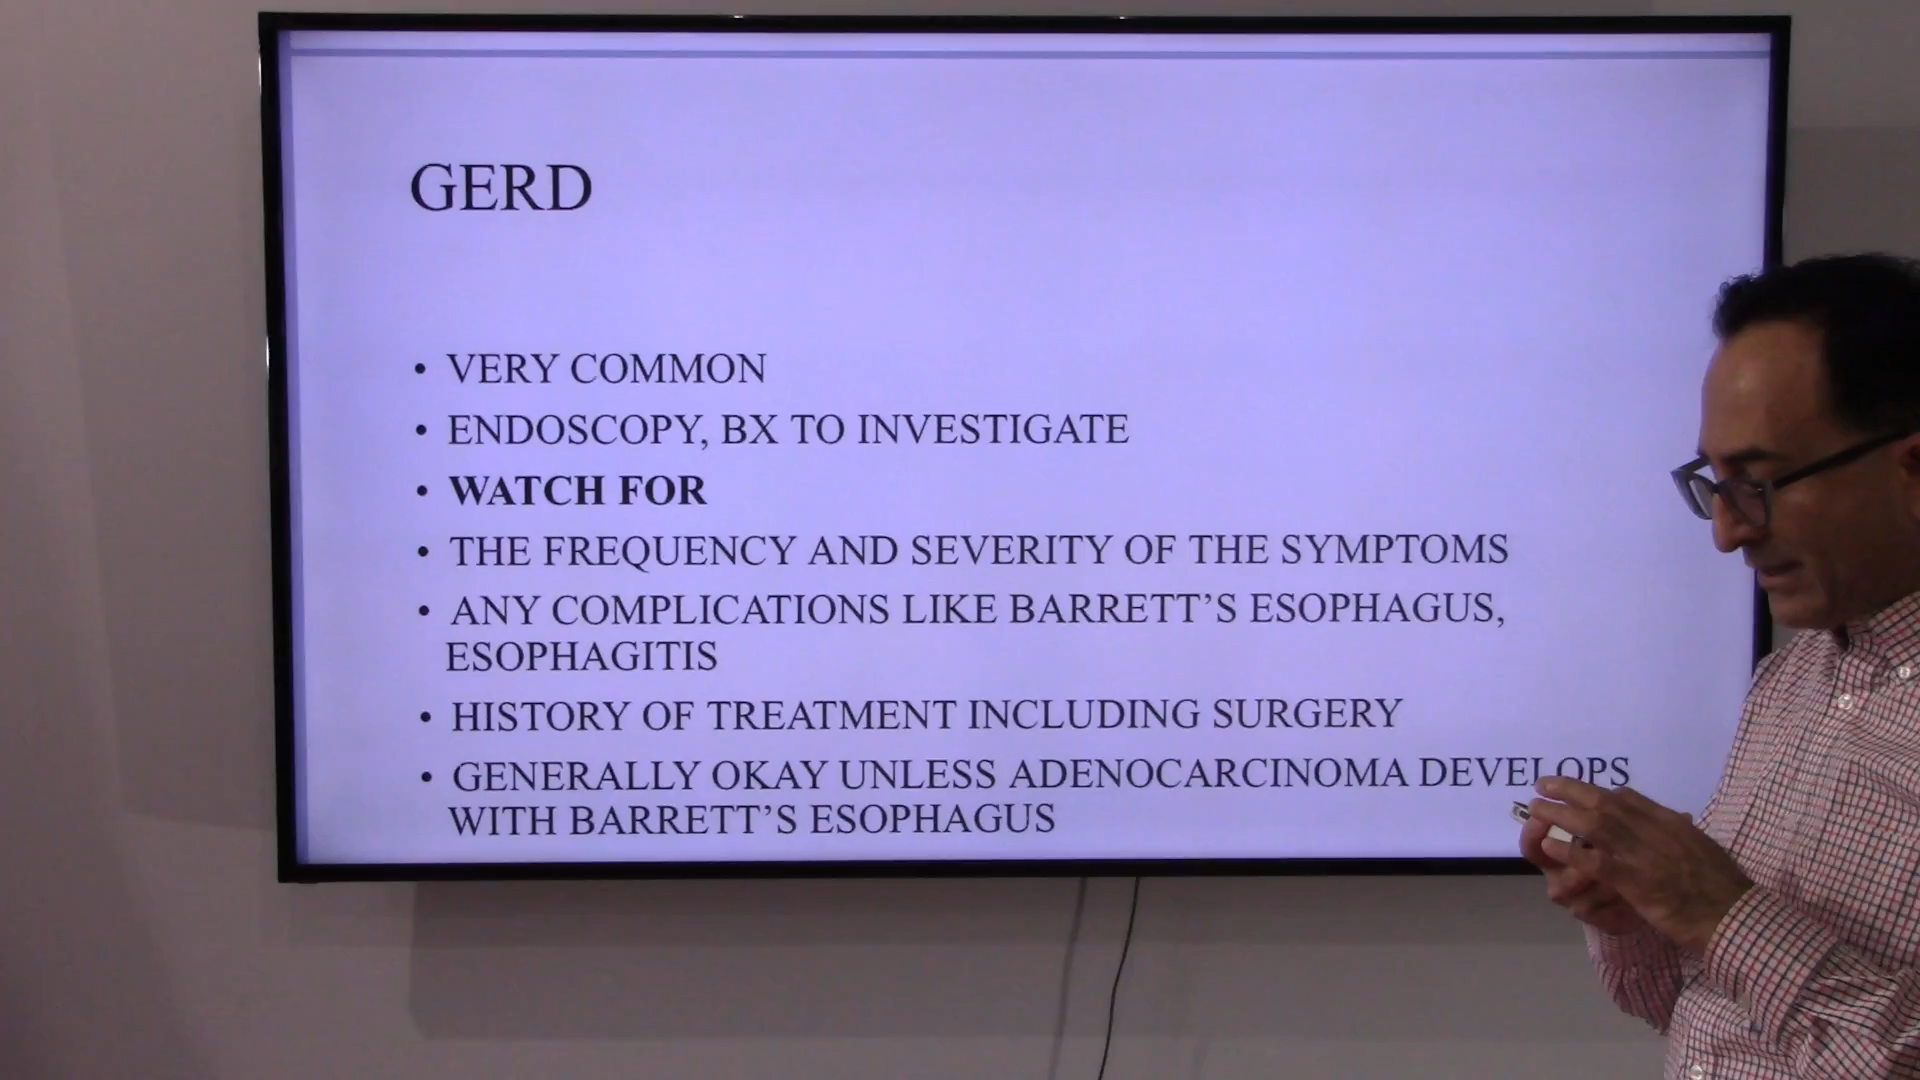 GERD
• VERY COMMON
• ENDOSCOPY, BX TO INVESTIGATE
• WATCH FOR
• THE FREQUENCY AND SEVERITY OF THE SYMPTOMS
• ANY COMPLICATIONS LIKE BARRETT’S ESOPHAGUS,
ESOPHAGITIS
• HISTORY OF TREATMENT INCLUDING SURGERY
• GENERALLY OKAY UNLESS ADENOCARCINOMA DEVELOPS
WITH BARRETT’S ESOPHAGUS